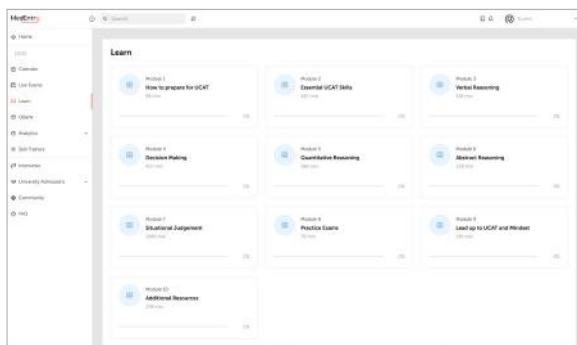 MedEntry
Search
Home
UCAT
Calendar
Live Events
Learn
QBank
Analytics
Skill Trainers
Interviews
University Admissions
Community
FAQ
Learn
Module 1
How to prepare for UCAT
Module 2
Essential UCAT Skills
Module 3
Verbal Reasoning
Module 4
Decision Making
Module 5
Quantitative Reasoning
Module 6
Abstract Reasoning
Module 7
Situational Judgement
Module 8
Practice Exams
Module 9
Lead up to UCAT and Mindset
Module 10
Additional Resources